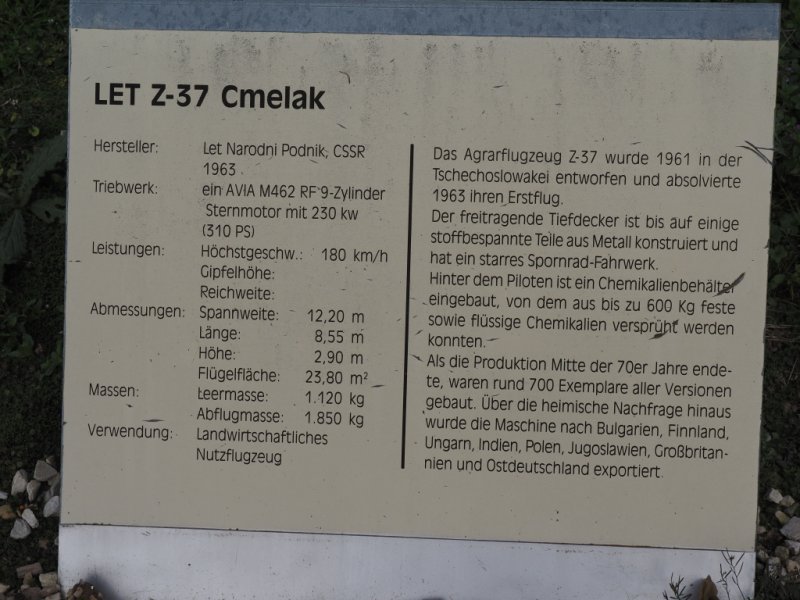 LET Z-37 Cmelak
Hersteller: Let Narodni Podnik, CSSR
1963
Triebwerk: ein AVIA M462 RF 9-Zylinder
Sternmotor mit 230 kw
(310 PS)
Leistungen: Höchstgeschw.: 180 km/h
Gipfelhöhe:
Reichweite:
Abmessungen: Spannweite: 12,20 m
Länge: 8,55 m
Höhe: 2,90 m
Flügelfläche: 23,80 m²
Massen: Leermasse: 1.120 kg
Abflugmasse: 1.850 kg
Verwendung: Landwirtschaftliches
Nutzflugzeug
Das Agrarflugzeug Z-37 wurde 1961 in der
Tschechoslowakei entworfen und absolvierte
1963 ihren Erstflug.
Der freitragende Tiefdecker ist bis auf einige
stoffbespannte Teile aus Metall konstruiert und
hat ein starres Spornrad-Fahrwerk.
Hinter dem Piloten ist ein Chemikalienbehälter
eingebaut, von dem aus bis zu 600 Kg feste
sowie flüssige Chemikalien versprüht werden
konnten.
Als die Produktion Mitte der 70er Jahre ende-
te, waren rund 700 Exemplare aller Versionen
gebaut. Über die heimische Nachfrage hinaus
wurde die Maschine nach Bulgarien, Finnland,
Ungarn, Indien, Polen, Jugoslawien, Großbritan-
nien und Ostdeutschland exportiert.